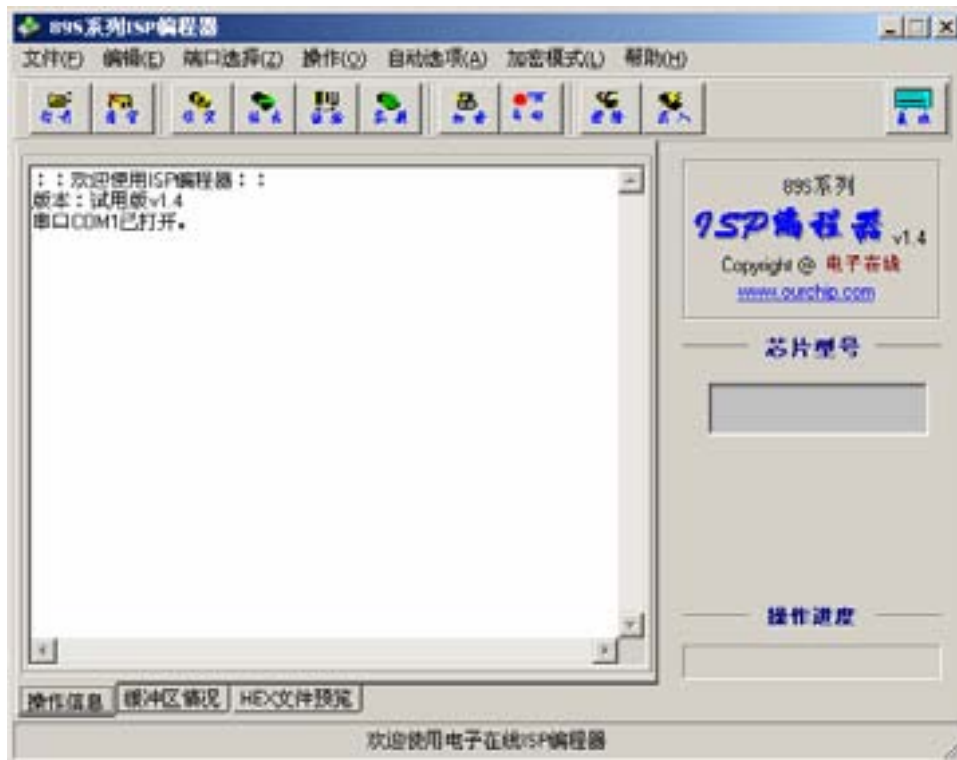 89S系列ISP编程器
文件(F) 编辑(E) 端口选择(Z) 操作(O) 自动选项(A) 加密模式(L) 帮助(H)
::欢迎使用ISP编程器::
版本:试用版v1.4
串口COM1已打开。
89S系列
ISP编程器 v1.4
Copyright @ 电子在线
www.ourchip.com
芯片型号
操作进度
操作信息 缓冲区情况 HEX文件预览
欢迎使用电子在线ISP编程器